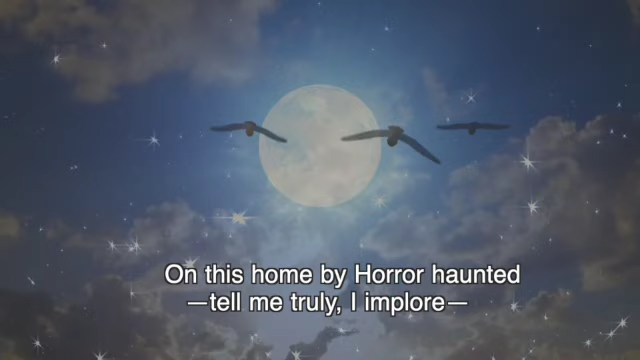 On this home by Horror haunted
—tell me truly, I implore—